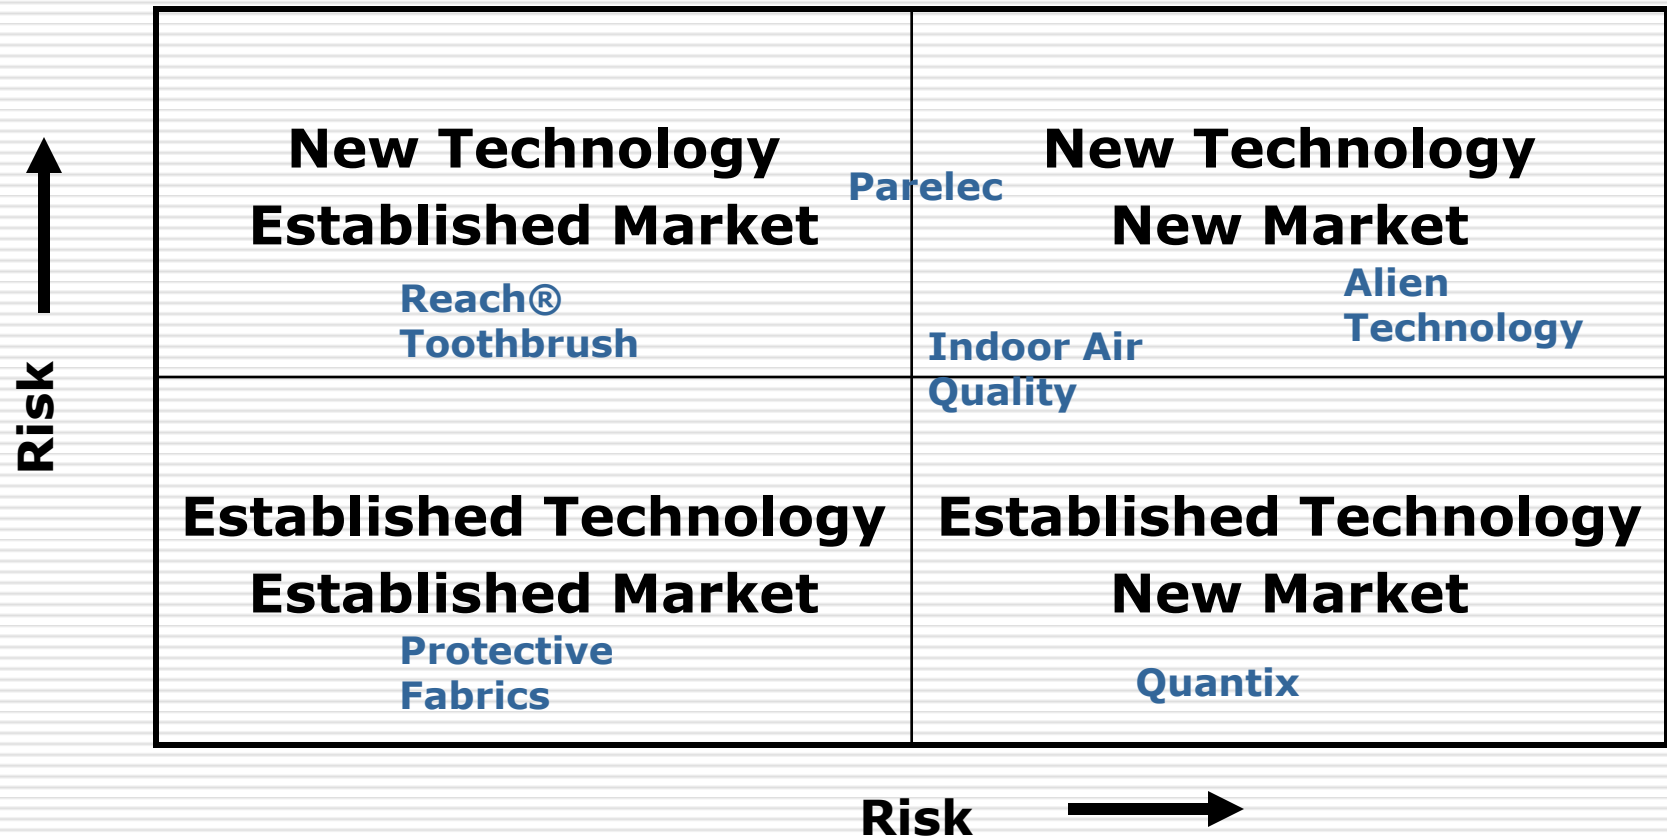 New Technology
Established Market
Reach®
Toothbrush
Parelec
New Technology
New Market
Alien
Technology
Indoor Air
Quality
Risk
Established Technology
Established Market
Protective
Fabrics
Established Technology
New Market
Quantix
Risk